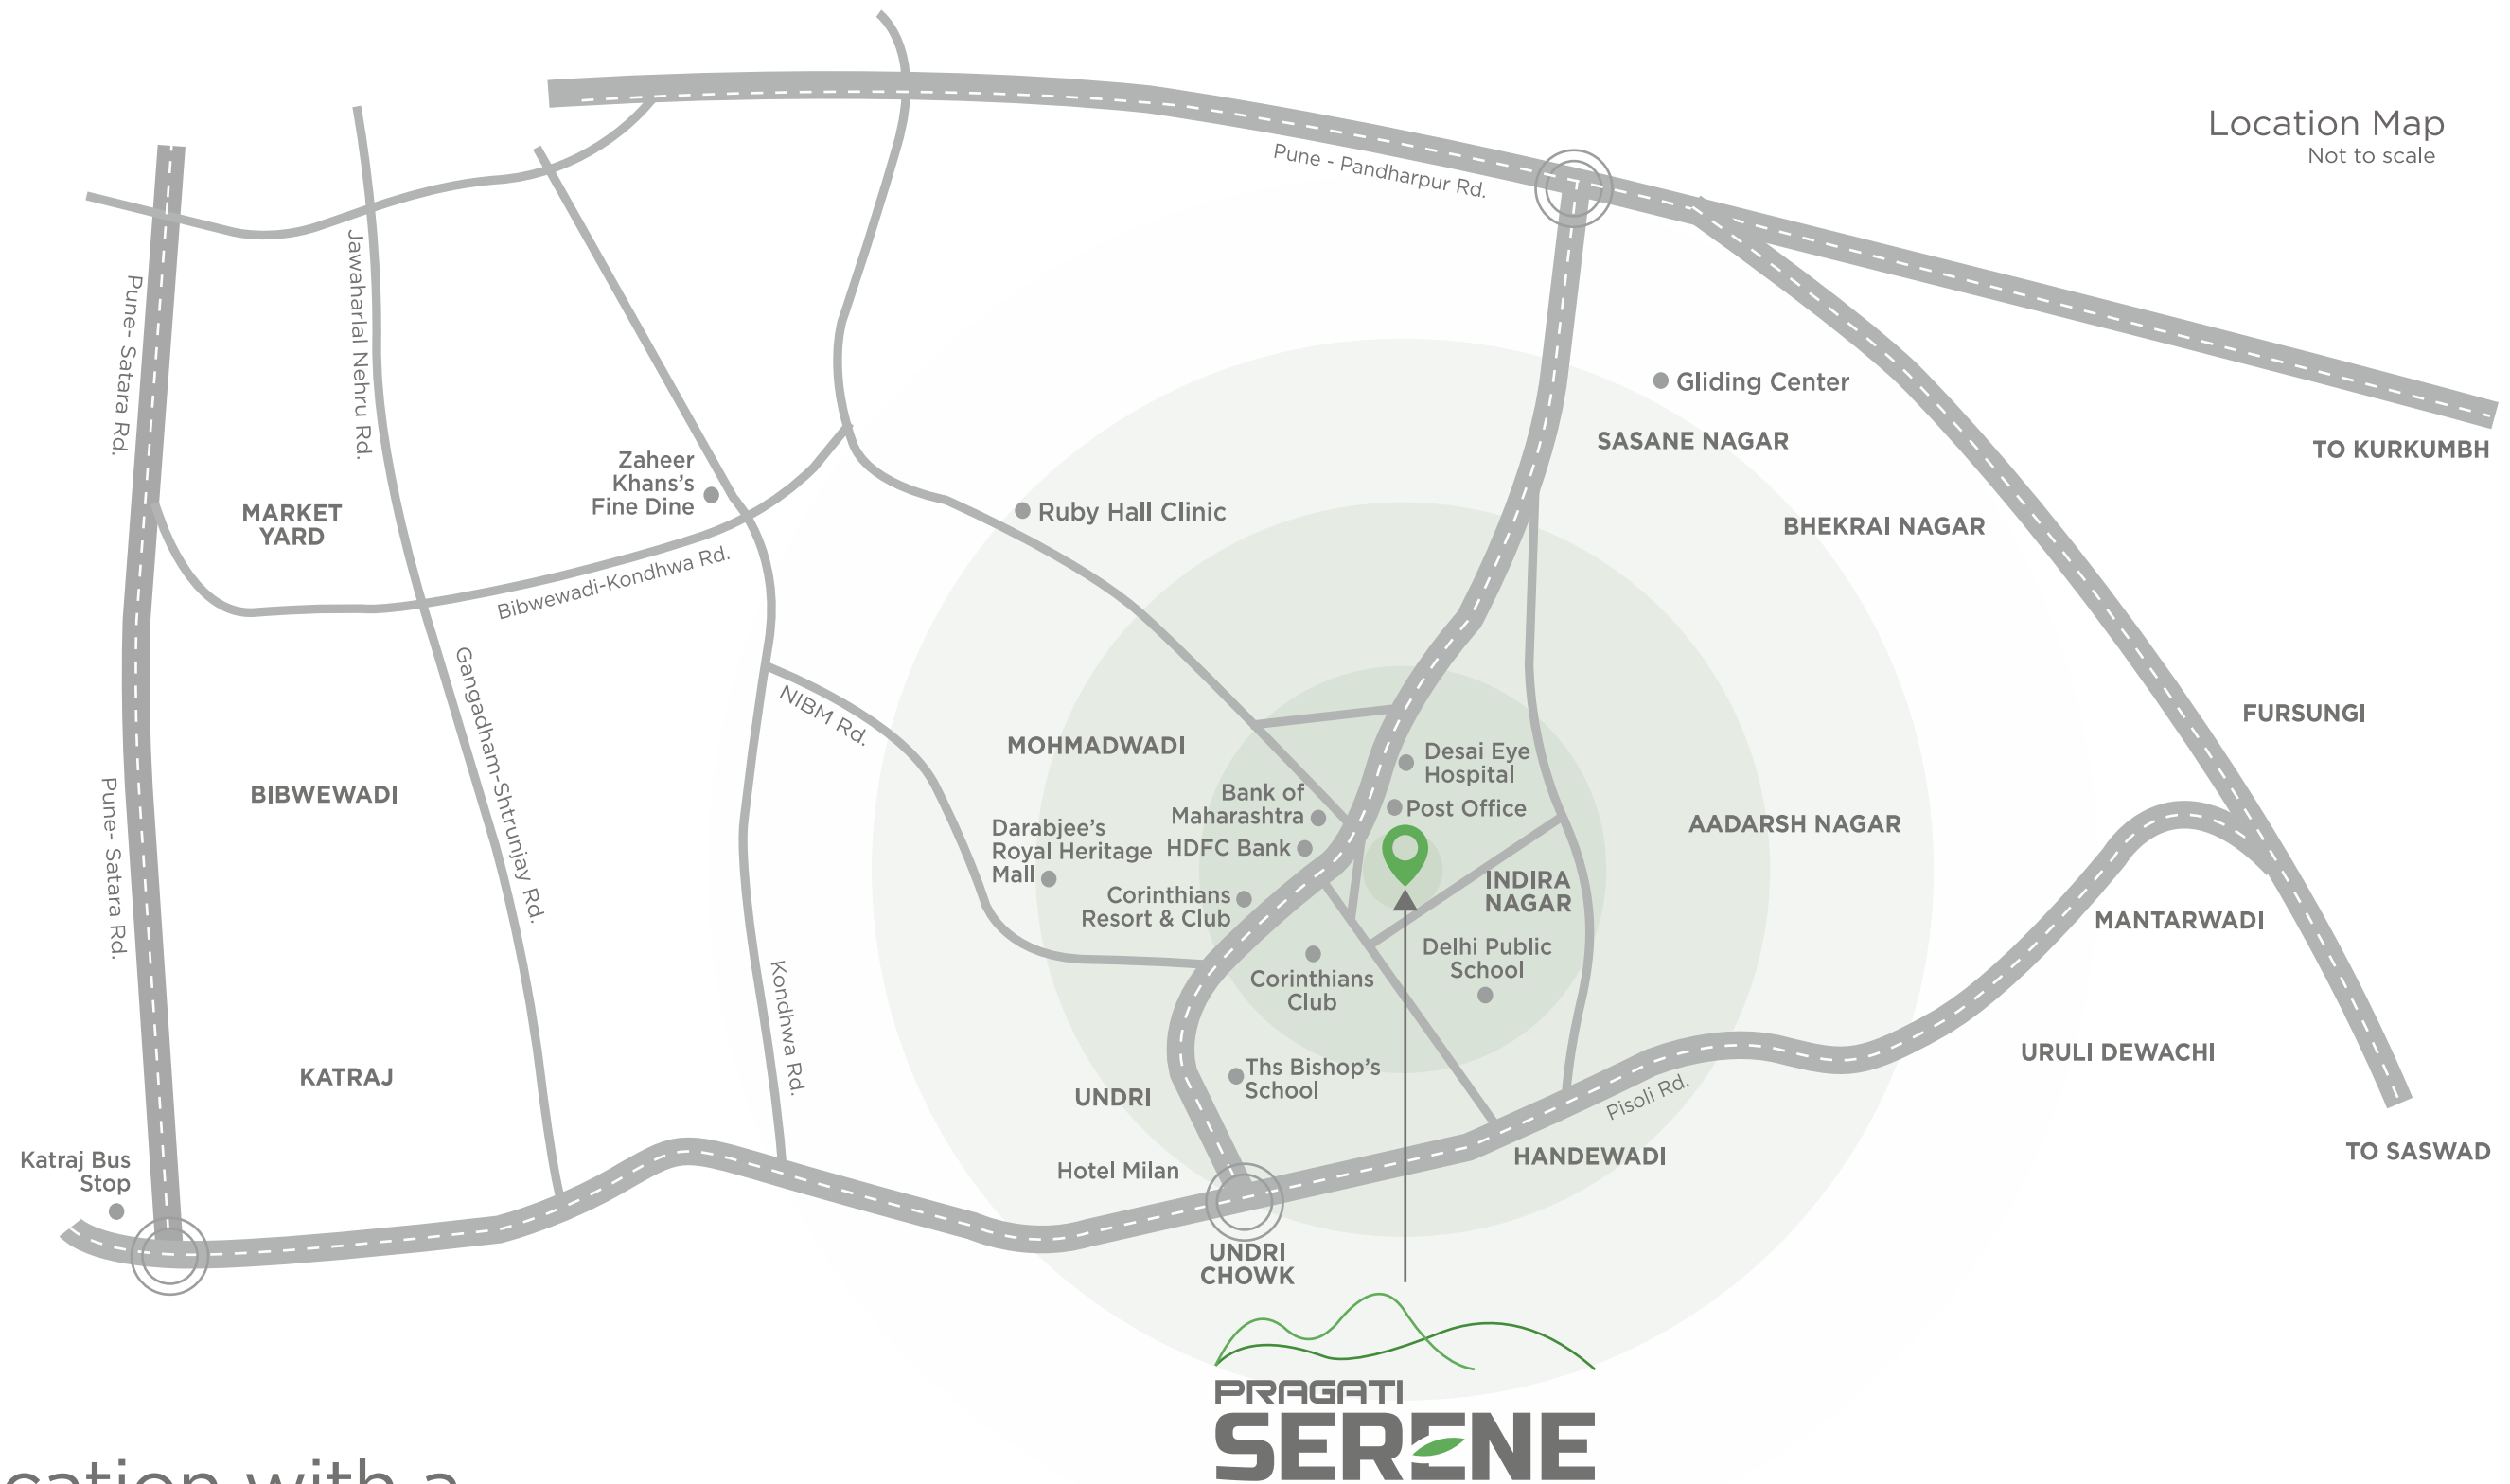 Location Map
Not to scale
Pune - Pandharpur Rd.
Pune- Satara Rd.
Jawaharlal Nehru Rd.
Gliding Center
SASANE NAGAR
TO KURKUMBH
Zaheer
Khans's
Fine Dine
MARKET
YARD
Ruby Hall Clinic
BHEKRAI NAGAR
Bibwewadi-Kondhwa Rd.
Gangadham-Shtrunjay Rd.
NIBM Rd.
FURSUNGI
MOHMADWADI
Desai Eye
Hospital
BIBWEWADI
Bank of
Maharashtra
Post Office
AADARSH NAGAR
Darabjee's
Royal Heritage
Mall
HDFC Bank
Pune- Satara Rd.
INDIRA
NAGAR
Corinthians
Resort & Club
MANTARWADI
Delhi Public
School
Corinthians
Club
Kondhwa Rd.
URULI DEWACHI
KATRAJ
Ths Bishop's
School
UNDRI
Pisoli Rd.
Katraj Bus
Stop
Hotel Milan
HANDEWADI
TO SASWAD
UNDRI
CHOWK
PRAGATI
SERENE
cation with a